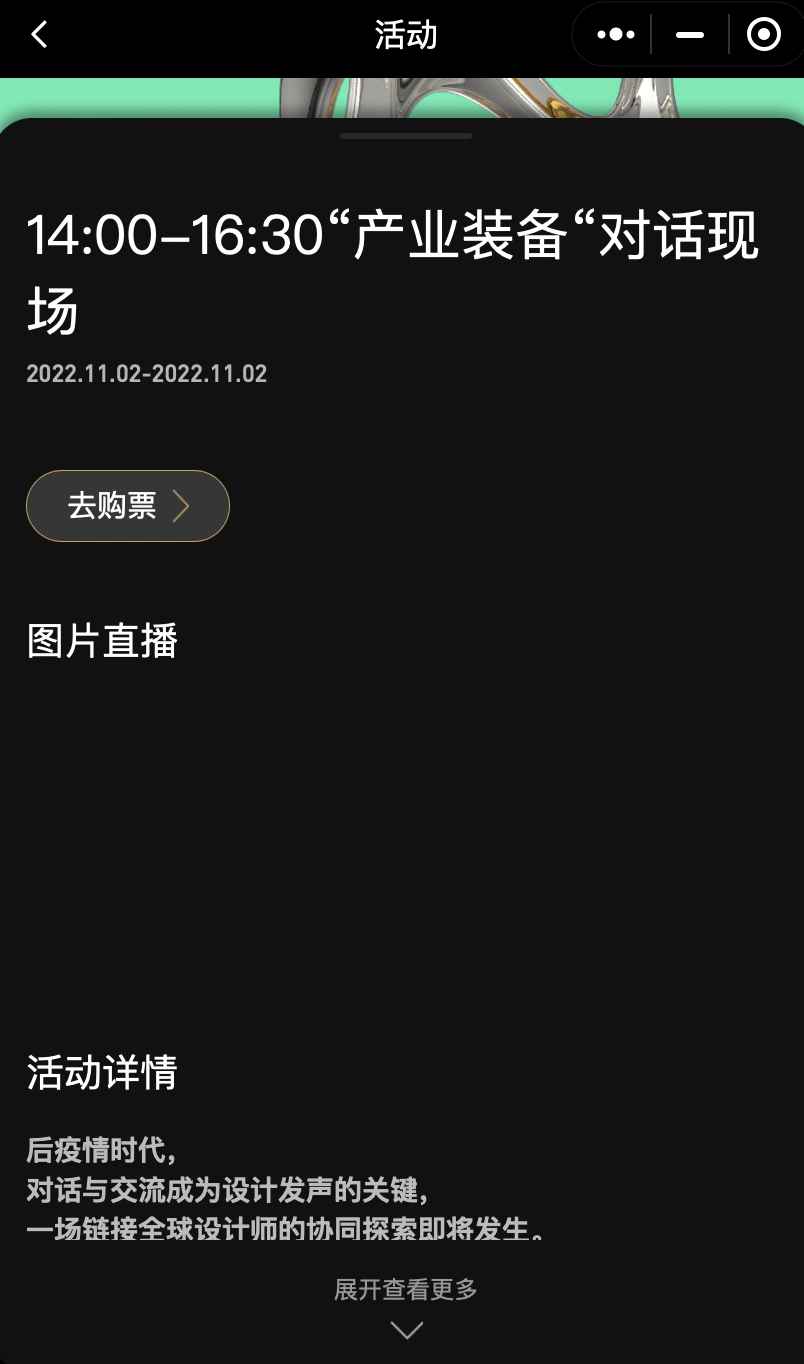 活动
14:00–16:30“产业装备“对话现
场
2022.11.02-2022.11.02
去购票
图片直播
活动详情
后疫情时代，
对话与交流成为设计发声的关键，
一场链接全球设计师的协同探索即将发生。
展开查看更多